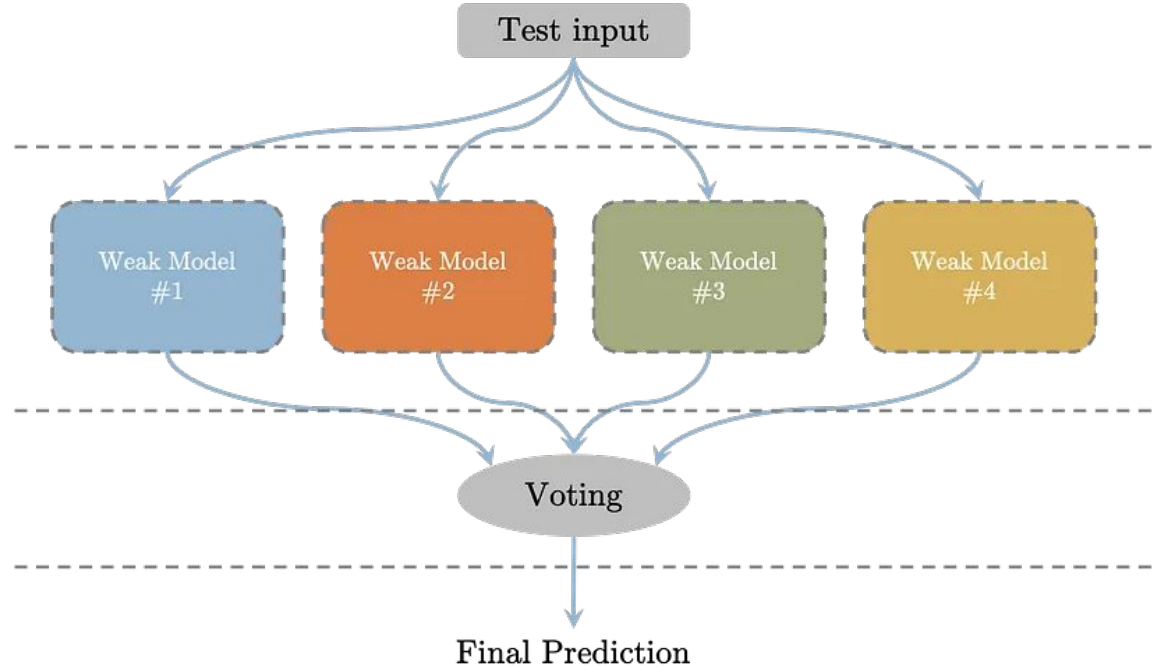 Test input
Weak Model
#1
Weak Model
#2
Weak Model
#3
Weak Model
#4
Voting
Final Prediction